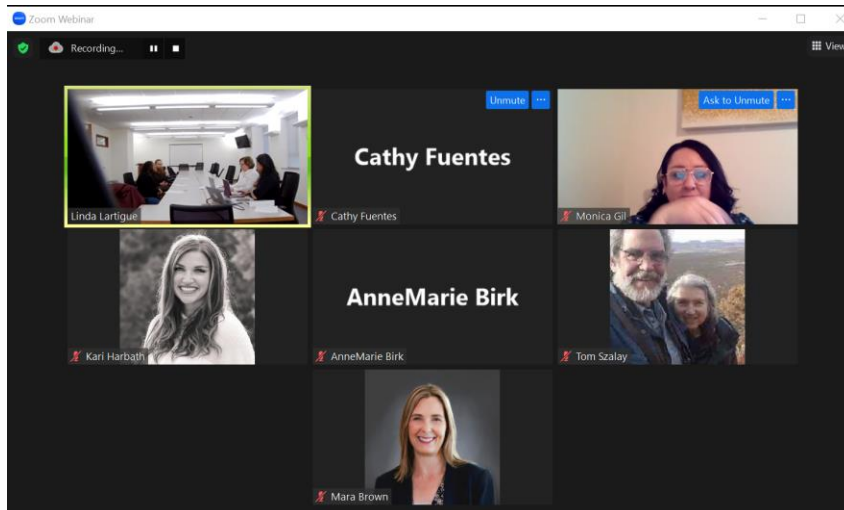 Zoom Webinar
Recording...
View
Linda Lartigue
Unmute
Cathy Fuentes
Cathy Fuentes
Ask to Unmute
Monica Gil
Kari Harbath
AnneMarie Birk
AnneMarie Birk
Tom Szalay
Mara Brown